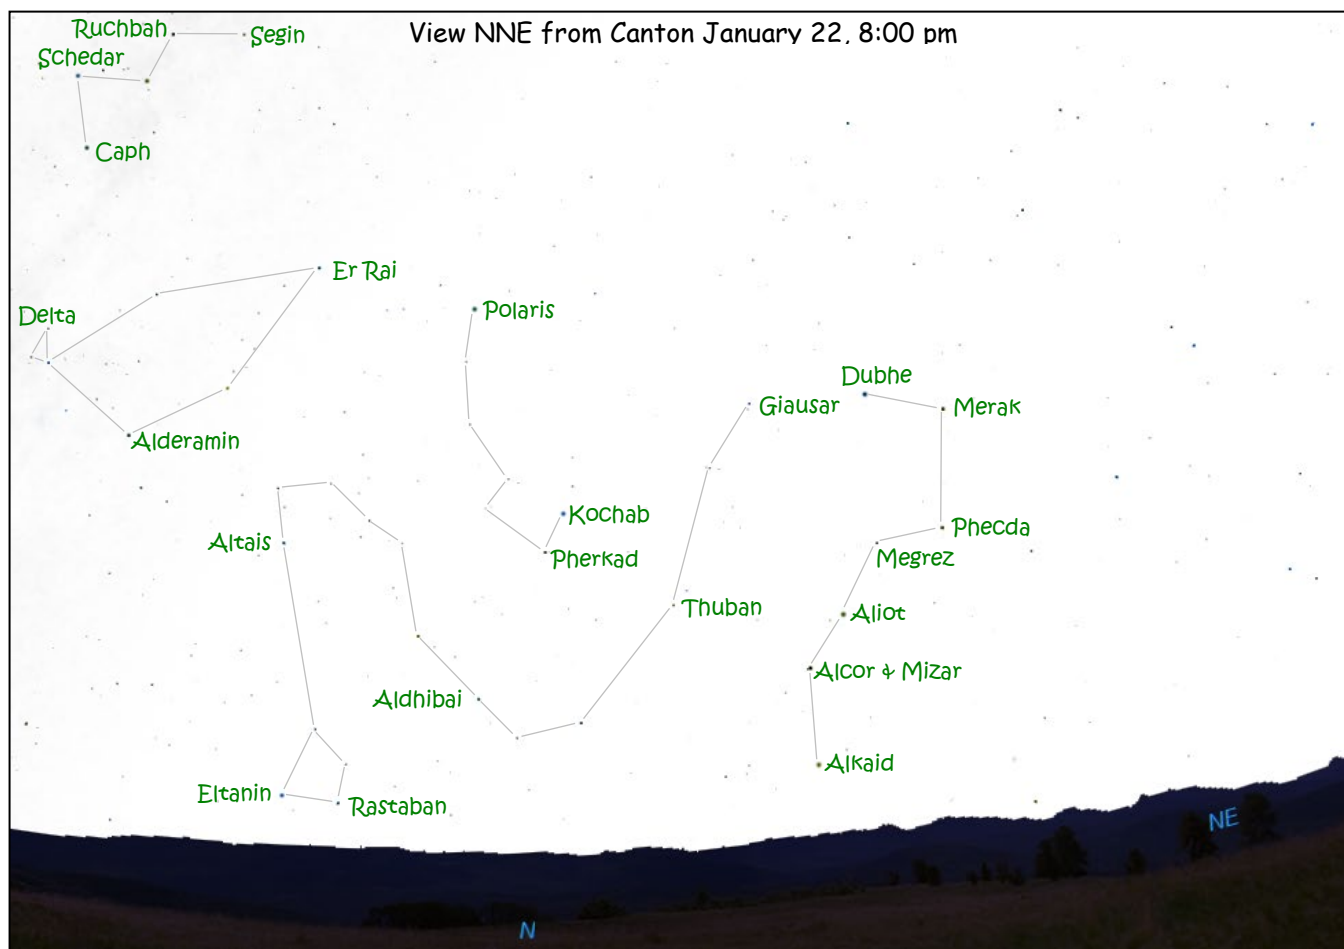 View NNE from Canton January 22, 8:00 pm
Ruchbah
Segin
Schedar
Caph
Er Rai
Delta
Polaris
Dubhe
Giausar
Merak
Alderamin
Kochab
Phecda
Altais
Pherkad
Megrez
Thuban
Aliot
Alcor & Mizar
Aldhibai
Alkaid
Eltanin
Rastaban
NE
N